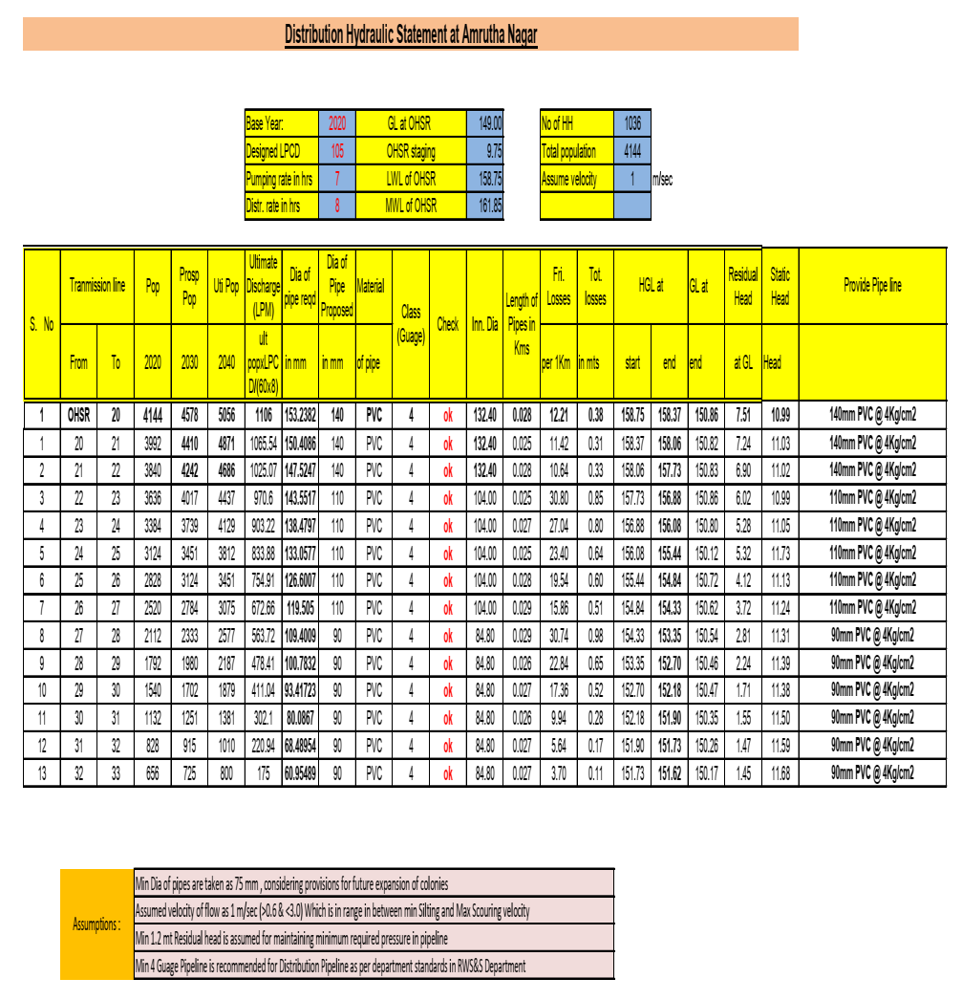 Distribution Hydraulic Statement at Amrutha Nagar
Base Year: 2020 GL at OHSR 149.00 No of HH 1036
Designed LPCD 105 OHSR staging 9.75 Total population 4144
Pumping rate in hrs 7 LWL of OHSR 158.75 Assume velocity 1 m/sec
Distr. rate in hrs 8 MWL of OHSR 161.85
S. No Tranmission line Pop Prosp Pop Uti Pop Ultimate Discharge (LPM) Dia of pipe reqd Dia of Pipe Proposed Material Class (Guage) Check Inn. Dia Length of Pipes in Kms Fri. Losses Tot. losses HGL at GL at Residual Head Static Head Provide Pipe line
From To 2020 2030 2040 ult popxLPC D/(60x8) in mm in mm of pipe per 1Km in mts start end end at GL Head
1 OHSR 20 4144 4578 5056 1106 153.2382 140 PVC 4 ok 132.40 0.028 12.21 0.38 158.75 158.37 150.86 7.51 10.99 140mm PVC @ 4Kg/cm2
1 20 21 3992 4410 4871 1065.54 150.4086 140 PVC 4 ok 132.40 0.025 11.42 0.31 158.37 158.06 150.82 7.24 11.03 140mm PVC @ 4Kg/cm2
2 21 22 3840 4242 4686 1025.07 147.5247 140 PVC 4 ok 132.40 0.028 10.64 0.33 158.06 157.73 150.83 6.90 11.02 140mm PVC @ 4Kg/cm2
3 22 23 3636 4017 4437 970.6 143.5517 110 PVC 4 ok 104.00 0.025 30.80 0.85 157.73 156.88 150.86 6.02 10.99 110mm PVC @ 4Kg/cm2
4 23 24 3384 3739 4129 903.22 138.4797 110 PVC 4 ok 104.00 0.027 27.04 0.80 156.88 156.08 150.80 5.28 11.05 110mm PVC @ 4Kg/cm2
5 24 25 3124 3451 3812 833.88 133.0577 110 PVC 4 ok 104.00 0.025 23.40 0.64 156.08 155.44 150.12 5.32 11.73 110mm PVC @ 4Kg/cm2
6 25 26 2828 3124 3451 754.91 126.6007 110 PVC 4 ok 104.00 0.028 19.54 0.60 155.44 154.84 150.72 4.12 11.13 110mm PVC @ 4Kg/cm2
7 26 27 2520 2784 3075 672.66 119.505 110 PVC 4 ok 104.00 0.029 15.86 0.51 154.84 154.33 150.62 3.72 11.24 110mm PVC @ 4Kg/cm2
8 27 28 2112 2333 2577 563.72 109.4009 90 PVC 4 ok 84.80 0.029 30.74 0.98 154.33 153.35 150.54 2.81 11.31 90mm PVC @ 4Kg/cm2
9 28 29 1792 1980 2187 478.41 100.7832 90 PVC 4 ok 84.80 0.026 22.84 0.65 153.35 152.70 150.46 2.24 11.39 90mm PVC @ 4Kg/cm2
10 29 30 1540 1702 1879 411.04 93.41723 90 PVC 4 ok 84.80 0.027 17.36 0.52 152.70 152.18 150.47 1.71 11.38 90mm PVC @ 4Kg/cm2
11 30 31 1132 1251 1381 302.1 80.0867 90 PVC 4 ok 84.80 0.026 9.94 0.28 152.18 151.90 150.35 1.55 11.50 90mm PVC @ 4Kg/cm2
12 31 32 828 915 1010 220.94 68.48954 90 PVC 4 ok 84.80 0.027 5.64 0.17 151.90 151.73 150.26 1.47 11.59 90mm PVC @ 4Kg/cm2
13 32 33 656 725 800 175 60.95489 90 PVC 4 ok 84.80 0.027 3.70 0.11 151.73 151.62 150.17 1.45 11.68 90mm PVC @ 4Kg/cm2
Assumptions :
Min Dia of pipes are taken as 75 mm , considering provisions for future expansion of colonies
Assumed velocity of flow as 1 m/sec (>0.6 & <3.0) Which is in range in between min Silting and Max Scouring velocity
Min 1.2 mt Residual head is assumed for maintaining minimum required pressure in pipeline
Min 4 Guage Pipeline is recommended for Distribution Pipeline as per department standards in RWS&S Department